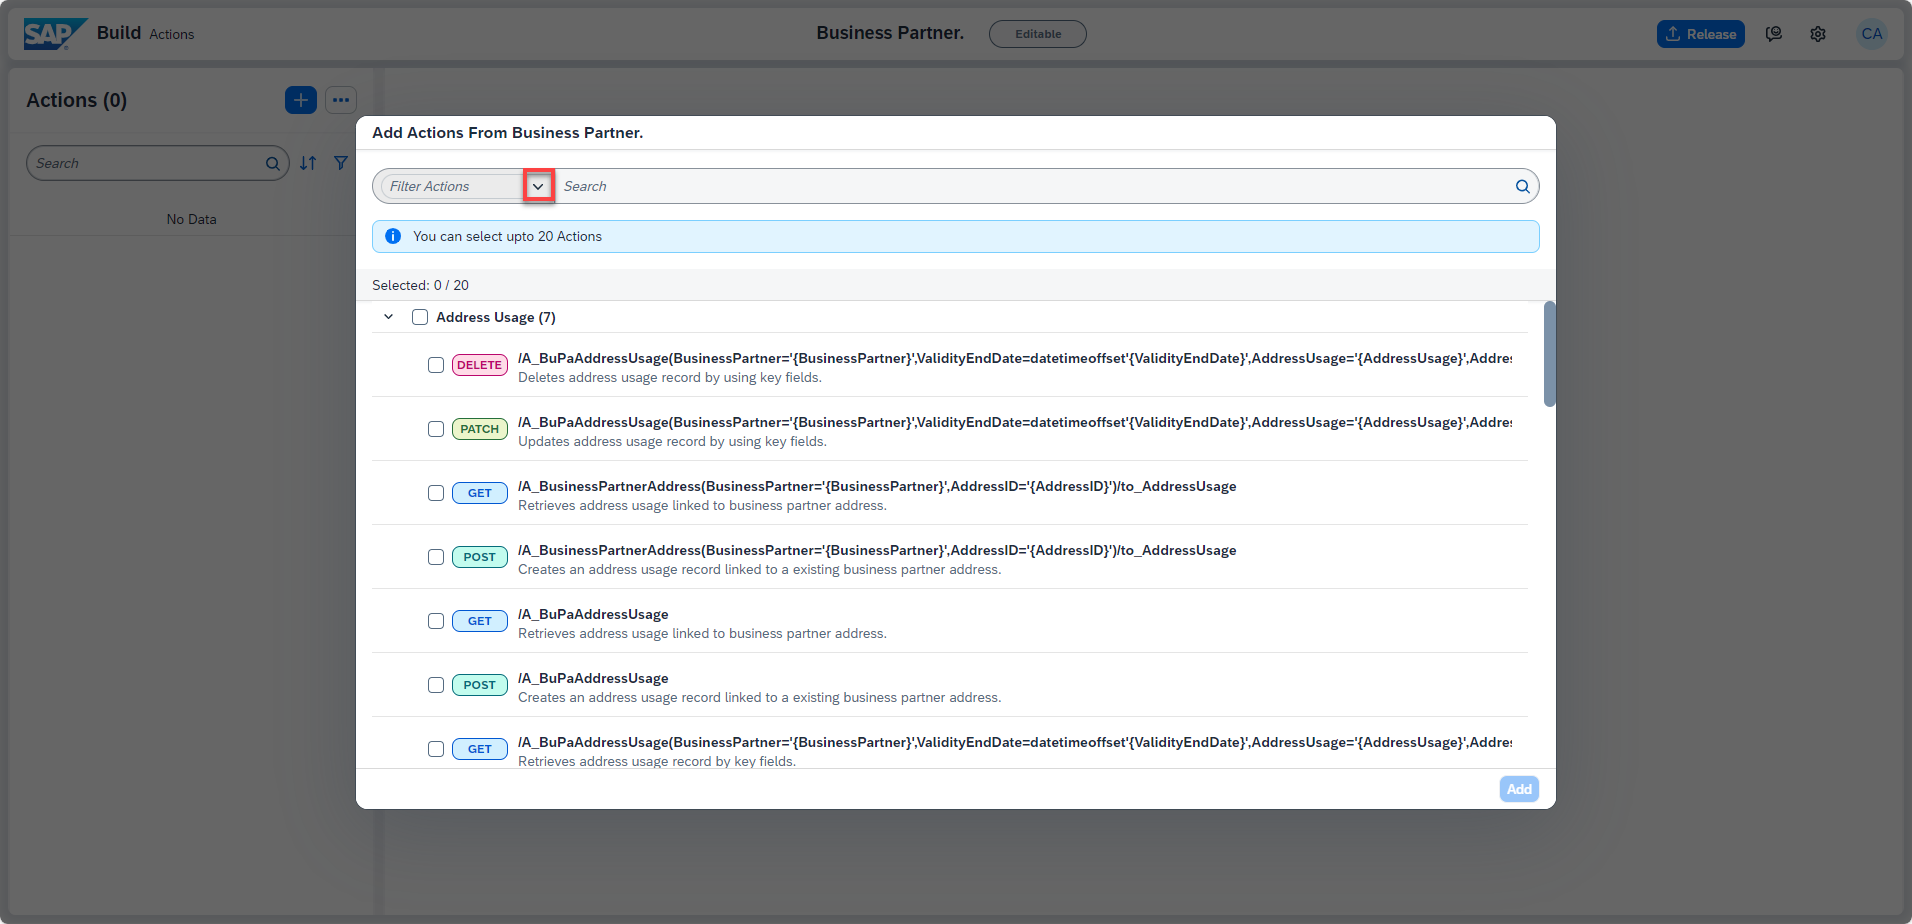 SAP Build Actions
Business Partner.
Editable
Release
CA
Actions (0)
Search
No Data
Add Actions From Business Partner.
Filter Actions
Search
You can select upto 20 Actions
Selected: 0 / 20
Address Usage (7)
DELETE /A_BuPaAddressUsage(BusinessPartner='{BusinessPartner}',ValidityEndDate=datetimeoffset'{ValidityEndDate}',AddressUsage='{AddressUsage}',Addres
Deletes address usage record by using key fields.
PATCH /A_BuPaAddressUsage(BusinessPartner='{BusinessPartner}',ValidityEndDate=datetimeoffset'{ValidityEndDate}',AddressUsage='{AddressUsage}',Addres
Updates address usage record by using key fields.
GET /A_BusinessPartnerAddress(BusinessPartner='{BusinessPartner}',AddressID='{AddressID}')/to_AddressUsage
Retrieves address usage linked to business partner address.
POST /A_BusinessPartnerAddress(BusinessPartner='{BusinessPartner}',AddressID='{AddressID}')/to_AddressUsage
Creates an address usage record linked to a existing business partner address.
GET /A_BuPaAddressUsage
Retrieves address usage linked to business partner address.
POST /A_BuPaAddressUsage
Creates an address usage record linked to a existing business partner address.
GET /A_BuPaAddressUsage(BusinessPartner='{BusinessPartner}',ValidityEndDate=datetimeoffset'{ValidityEndDate}',AddressUsage='{AddressUsage}',Addres
Retrieves address usage record by key fields.
Add